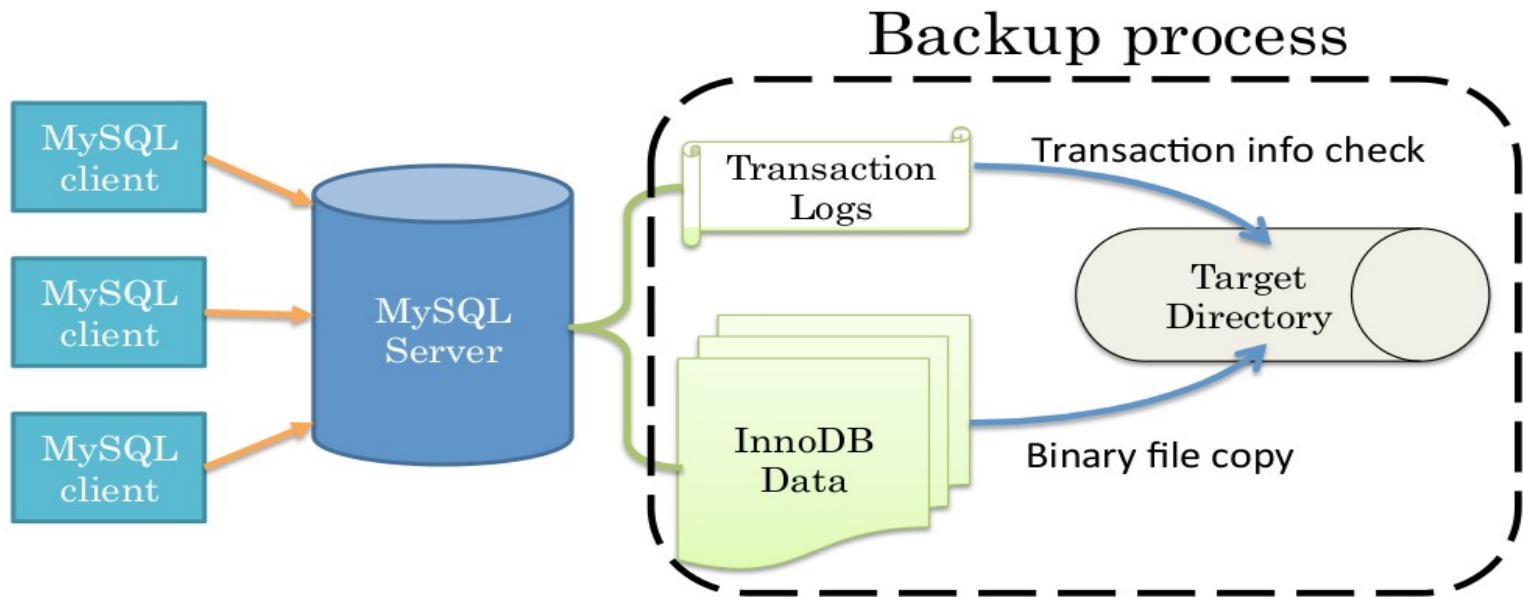 Backup process
MySQL
client
MySQL
client
MySQL
client
MySQL
Server
Transaction
Logs
Transaction info check
Target
Directory
InnoDB
Data
Binary file copy